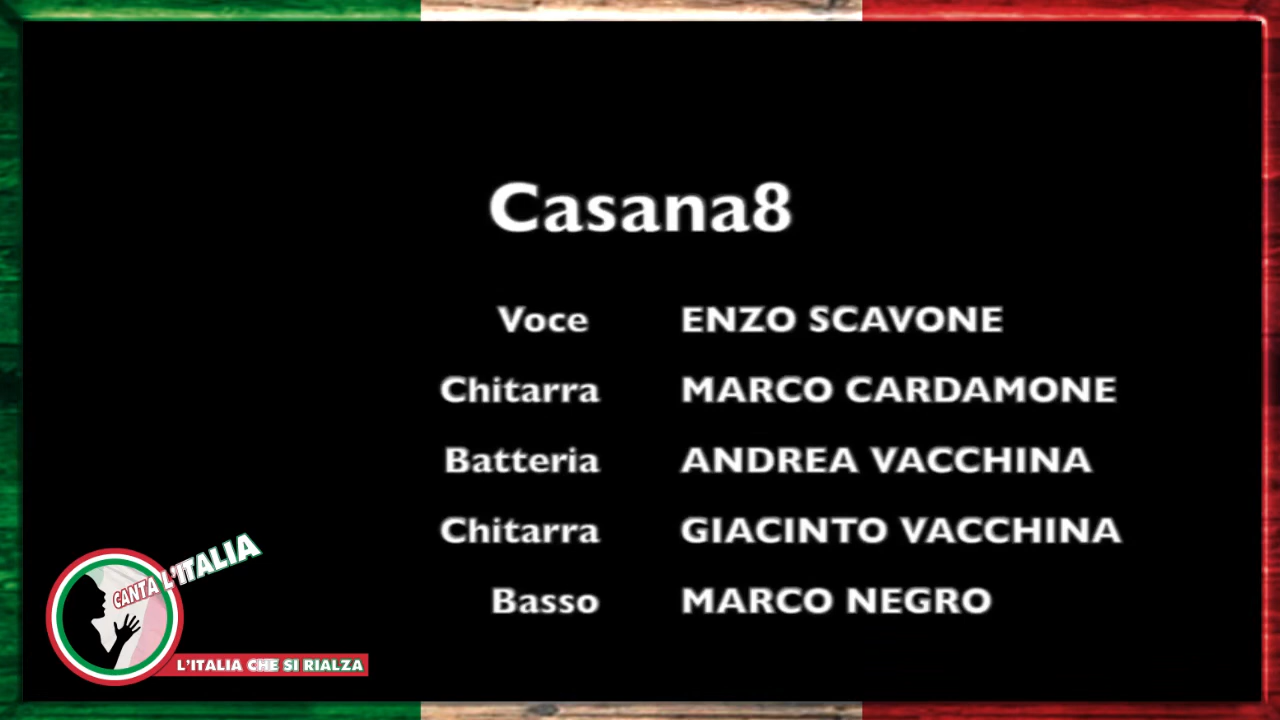 Casana8
Voce ENZO SCAVONE
Chitarra MARCO CARDAMONE
Batteria ANDREA VACCHINA
Chitarra GIACINTO VACCHINA
Basso MARCO NEGRO
CANTA L'ITALIA
L'ITALIA CHE SI RIALZA